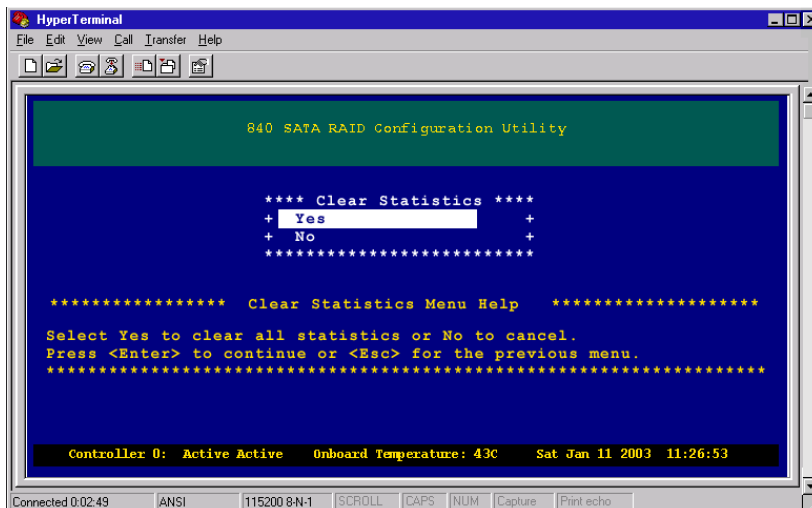 HyperTerminal
File Edit View Call Transfer Help
840 SATA RAID Configuration Utility
**** Clear Statistics ****
+ Yes +
+ No +
**************************
***************** Clear Statistics Menu Help ********************
Select Yes to clear all statistics or No to cancel.
Press <Enter> to continue or <Esc> for the previous menu.
*********************************************************************
Controller 0: Active Active Onboard Temperature: 43C Sat Jan 11 2003 11:26:53
Connected 0:02:49 ANSI 115200 8-N-1 SCROLL CAPS NUM Capture Print echo